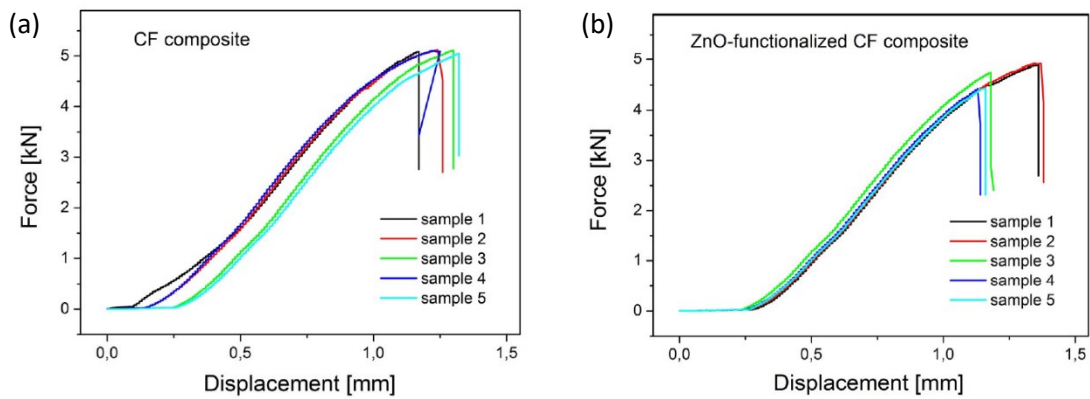 (a)
CF composite
Force [kN]
6
5
4
3
2
1
0
sample 1
sample 2
sample 3
sample 4
sample 5
0,0 0,5 1,0 1,5
Displacement [mm]
(b)
ZnO-functionalized CF composite
Force [kN]
6
5
4
3
2
1
0
sample 1
sample 2
sample 3
sample 4
sample 5
0,0 0,5 1,0 1,5
Displacement [mm]